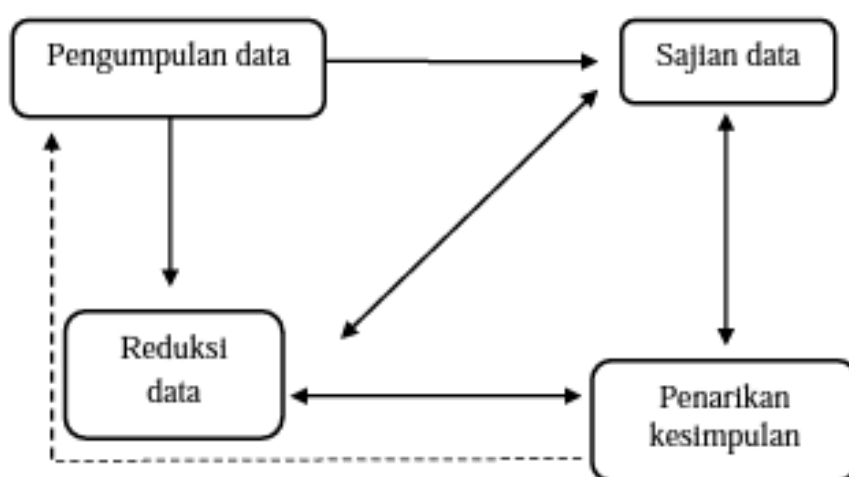 Pengumpulan data
Sajian data
Reduksi
data
Penarikan
kesimpulan